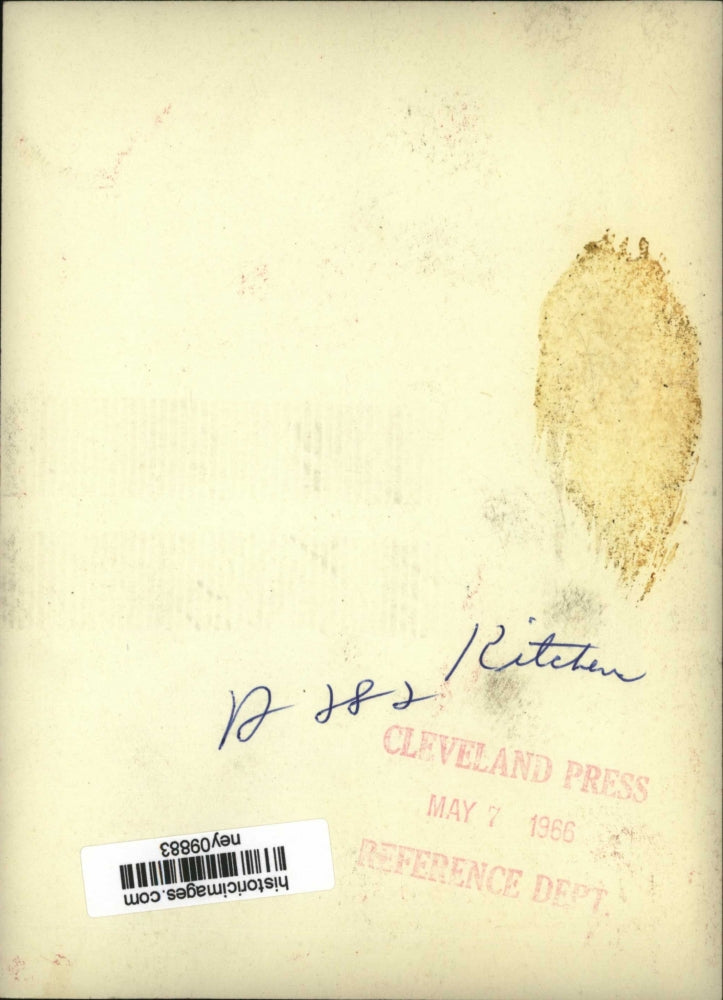 Kitchen
D 282
CLEVELAND PRESS
MAY 7 1966
REFERENCE DEPT.
historicimages.com
ney09883